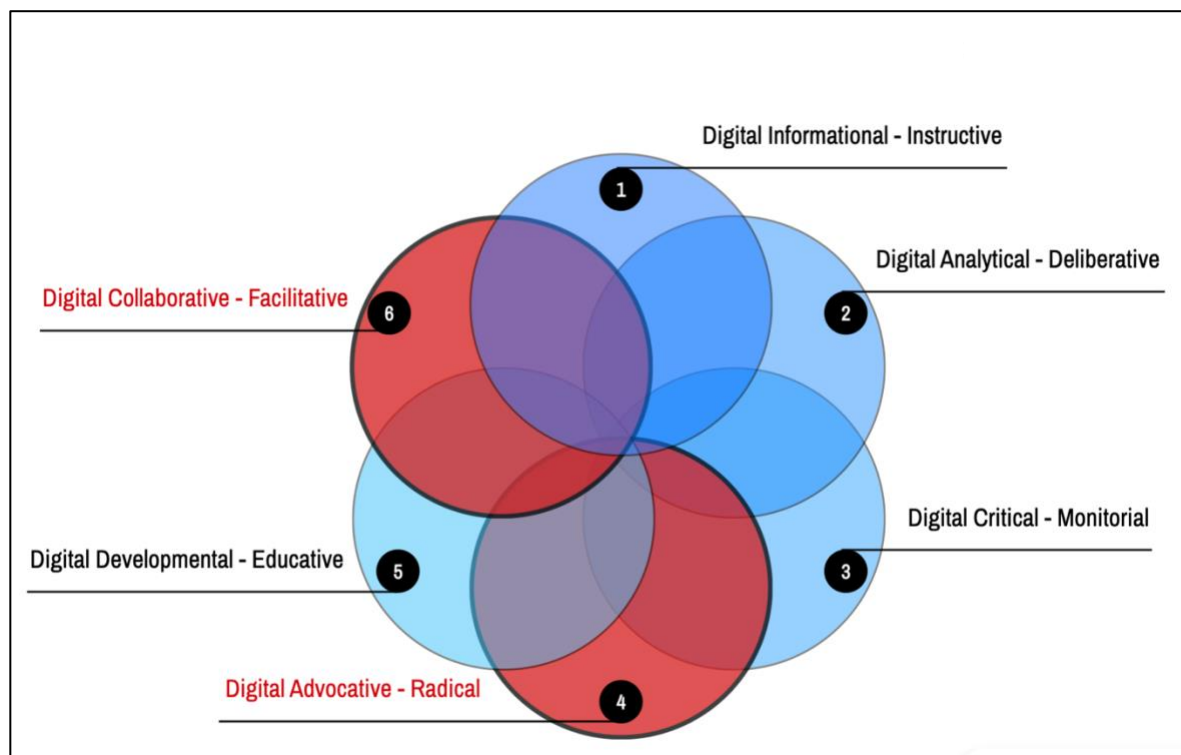 Digital Informational - Instructive
1
Digital Analytical - Deliberative
2
Digital Collaborative - Facilitative
6
Digital Critical - Monitorial
3
Digital Developmental - Educative
5
Digital Advocative - Radical
4